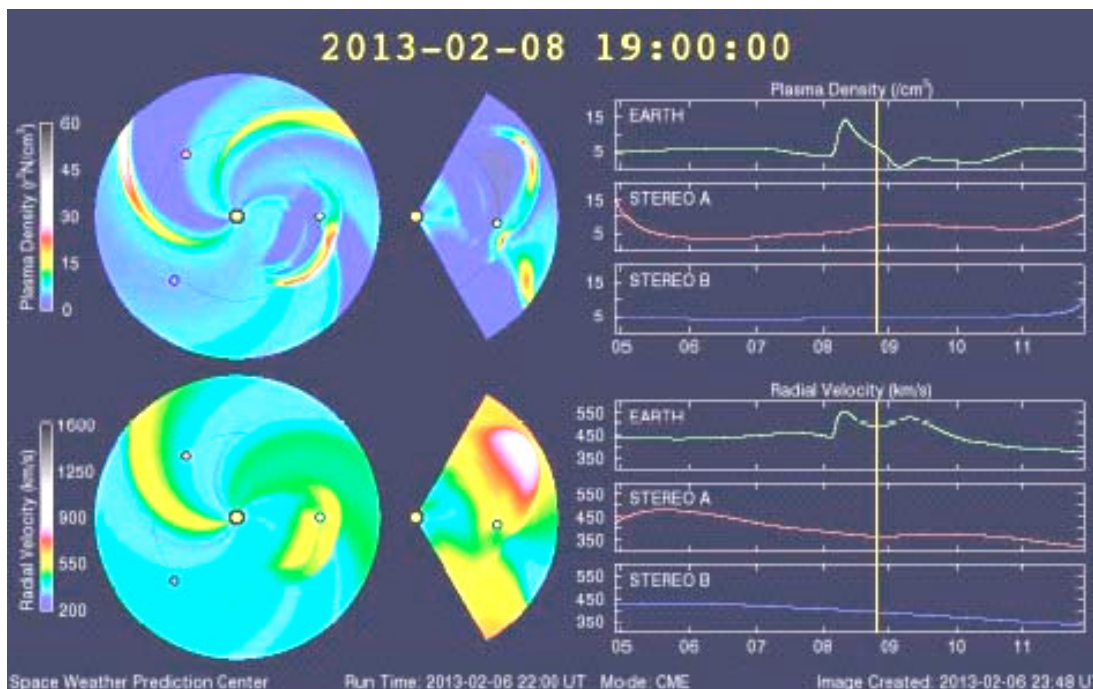 2013-02-08 19:00:00
Plasma Density (r²N/cm³)
60
45
30
15
0
Plasma Density (/cm³)
EARTH
15
5
STEREO A
15
5
STEREO B
15
5
05 06 07 08 09 10 11
Radial Velocity (km/s)
1600
1250
900
550
200
Radial Velocity (km/s)
EARTH
550
450
350
STEREO A
550
450
350
STEREO B
550
450
350
05 06 07 08 09 10 11
Space Weather Prediction Center Run Time: 2013-02-06 22:00 UT Mode: CME Image Created: 2013-02-06 23:48 UT